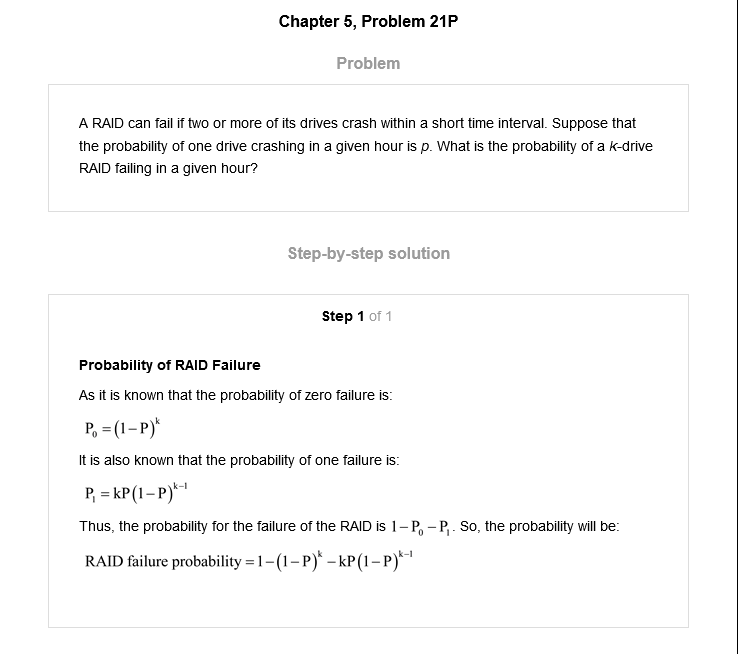 Chapter 5, Problem 21P
Problem
A RAID can fail if two or more of its drives crash within a short time interval. Suppose that
the probability of one drive crashing in a given hour is p. What is the probability of a k-drive
RAID failing in a given hour?
Step-by-step solution
Step 1 of 1
Probability of RAID Failure
As it is known that the probability of zero failure is:
P₀ = (1 − P)ᵏ
It is also known that the probability of one failure is:
P₁ = kP(1 − P)ᵏ⁻¹
Thus, the probability for the failure of the RAID is 1 − P₀ − P₁. So, the probability will be:
RAID failure probability = 1 − (1 − P)ᵏ − kP(1 − P)ᵏ⁻¹